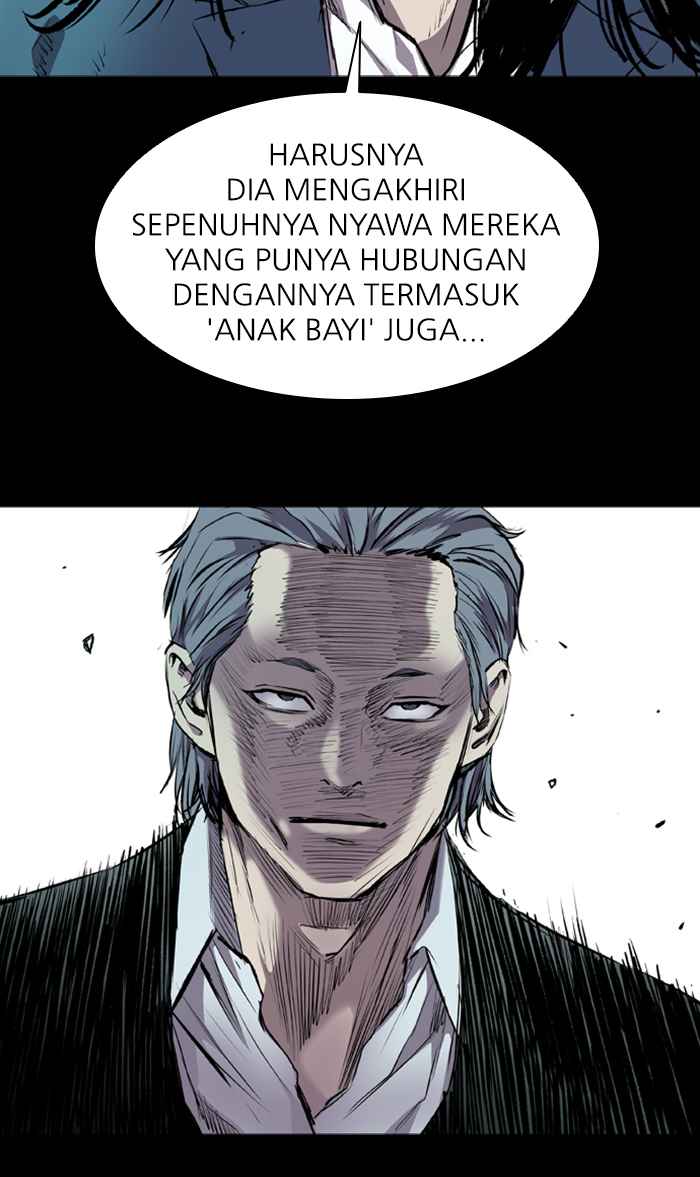 HARUSNYA
DIA MENGAKHIRI
SEPENUHNYA NYAWA MEREKA
YANG PUNYA HUBUNGAN
DENGANNYA TERMASUK
'ANAK BAYI' JUGA...